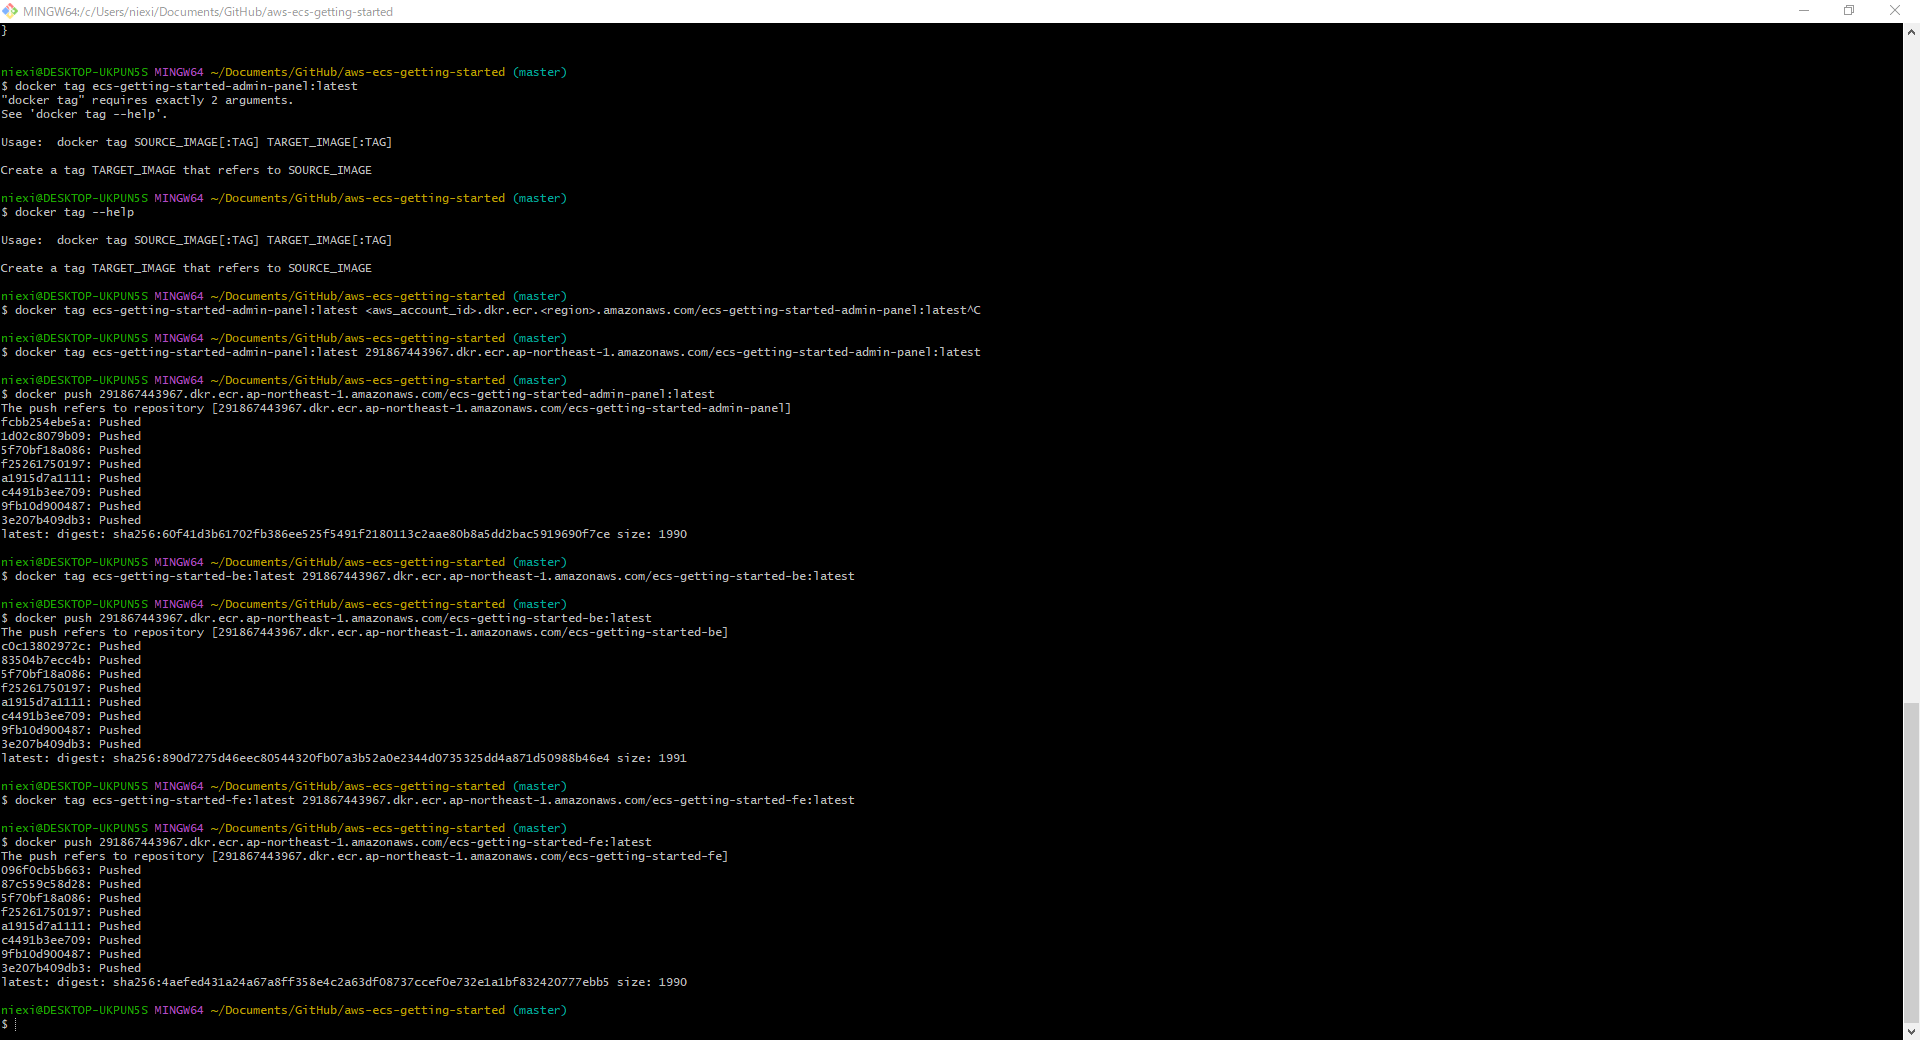 MINGW64:/c/Users/niexi/Documents/GitHub/aws-ecs-getting-started
}
niexi@DESKTOP-UKPUN5S MINGW64 ~/Documents/GitHub/aws-ecs-getting-started (master)
$ docker tag ecs-getting-started-admin-panel:latest
"docker tag" requires exactly 2 arguments.
See 'docker tag --help'.
Usage:  docker tag SOURCE_IMAGE[:TAG] TARGET_IMAGE[:TAG]
Create a tag TARGET_IMAGE that refers to SOURCE_IMAGE
niexi@DESKTOP-UKPUN5S MINGW64 ~/Documents/GitHub/aws-ecs-getting-started (master)
$ docker tag --help
Usage:  docker tag SOURCE_IMAGE[:TAG] TARGET_IMAGE[:TAG]
Create a tag TARGET_IMAGE that refers to SOURCE_IMAGE
niexi@DESKTOP-UKPUN5S MINGW64 ~/Documents/GitHub/aws-ecs-getting-started (master)
$ docker tag ecs-getting-started-admin-panel:latest <aws_account_id>.dkr.ecr.<region>.amazonaws.com/ecs-getting-started-admin-panel:latest^C
niexi@DESKTOP-UKPUN5S MINGW64 ~/Documents/GitHub/aws-ecs-getting-started (master)
$ docker tag ecs-getting-started-admin-panel:latest 291867443967.dkr.ecr.ap-northeast-1.amazonaws.com/ecs-getting-started-admin-panel:latest
niexi@DESKTOP-UKPUN5S MINGW64 ~/Documents/GitHub/aws-ecs-getting-started (master)
$ docker push 291867443967.dkr.ecr.ap-northeast-1.amazonaws.com/ecs-getting-started-admin-panel:latest
The push refers to repository [291867443967.dkr.ecr.ap-northeast-1.amazonaws.com/ecs-getting-started-admin-panel]
fcbb254ebe5a: Pushed
1d02c8079b09: Pushed
5f70bf18a086: Pushed
f25261750197: Pushed
a1915d7a1111: Pushed
c4491b3ee709: Pushed
9fb10d900487: Pushed
3e207b409db3: Pushed
latest: digest: sha256:60f41d3b61702fb386ee525f5491f2180113c2aae80b8a5dd2bac5919690f7ce size: 1990
niexi@DESKTOP-UKPUN5S MINGW64 ~/Documents/GitHub/aws-ecs-getting-started (master)
$ docker tag ecs-getting-started-be:latest 291867443967.dkr.ecr.ap-northeast-1.amazonaws.com/ecs-getting-started-be:latest
niexi@DESKTOP-UKPUN5S MINGW64 ~/Documents/GitHub/aws-ecs-getting-started (master)
$ docker push 291867443967.dkr.ecr.ap-northeast-1.amazonaws.com/ecs-getting-started-be:latest
The push refers to repository [291867443967.dkr.ecr.ap-northeast-1.amazonaws.com/ecs-getting-started-be]
c0c13802972c: Pushed
83504b7ecc4b: Pushed
5f70bf18a086: Pushed
f25261750197: Pushed
a1915d7a1111: Pushed
c4491b3ee709: Pushed
9fb10d900487: Pushed
3e207b409db3: Pushed
latest: digest: sha256:890d7275d46eec80544320fb07a3b52a0e2344d0735325dd4a871d50988b46e4 size: 1991
niexi@DESKTOP-UKPUN5S MINGW64 ~/Documents/GitHub/aws-ecs-getting-started (master)
$ docker tag ecs-getting-started-fe:latest 291867443967.dkr.ecr.ap-northeast-1.amazonaws.com/ecs-getting-started-fe:latest
niexi@DESKTOP-UKPUN5S MINGW64 ~/Documents/GitHub/aws-ecs-getting-started (master)
$ docker push 291867443967.dkr.ecr.ap-northeast-1.amazonaws.com/ecs-getting-started-fe:latest
The push refers to repository [291867443967.dkr.ecr.ap-northeast-1.amazonaws.com/ecs-getting-started-fe]
096f0cb5b663: Pushed
87c559c58d28: Pushed
5f70bf18a086: Pushed
f25261750197: Pushed
a1915d7a1111: Pushed
c4491b3ee709: Pushed
9fb10d900487: Pushed
3e207b409db3: Pushed
latest: digest: sha256:4aefed431a24a67a8ff358e4c2a63df08737ccef0e732e1a1bf832420777ebb5 size: 1990
niexi@DESKTOP-UKPUN5S MINGW64 ~/Documents/GitHub/aws-ecs-getting-started (master)
$